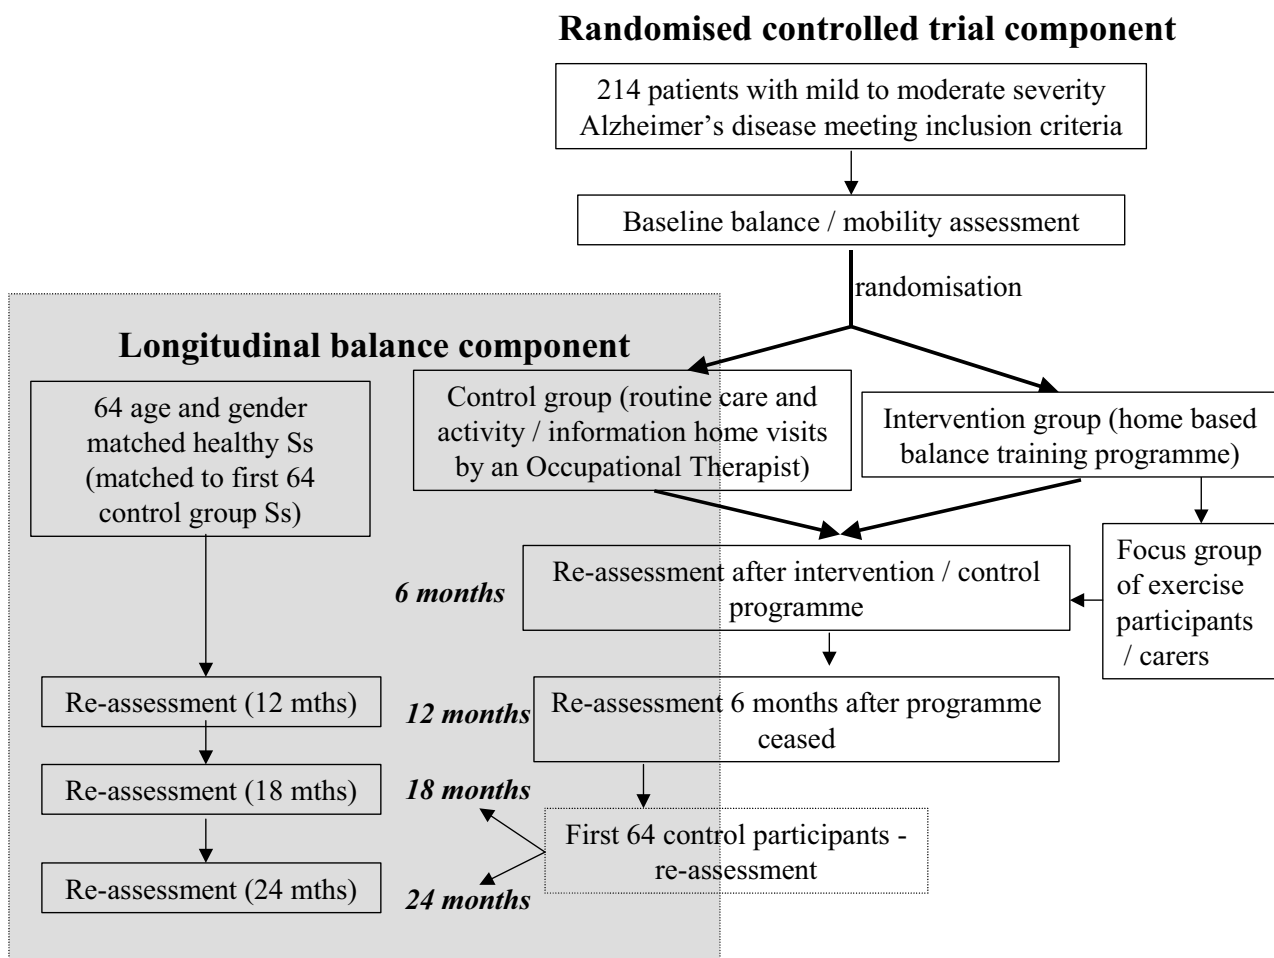 Randomised controlled trial component
214 patients with mild to moderate severity
Alzheimer's disease meeting inclusion criteria
Baseline balance / mobility assessment
randomisation
Longitudinal balance component
64 age and gender
matched healthy Ss
(matched to first 64
control group Ss)
Control group (routine care and
activity / information home visits
by an Occupational Therapist)
Intervention group (home based
balance training programme)
Focus group
of exercise
participants
/ carers
6 months
Re-assessment after intervention / control
programme
Re-assessment (12 mths)
12 months
Re-assessment 6 months after programme
ceased
Re-assessment (18 mths)
18 months
First 64 control participants -
re-assessment
Re-assessment (24 mths)
24 months